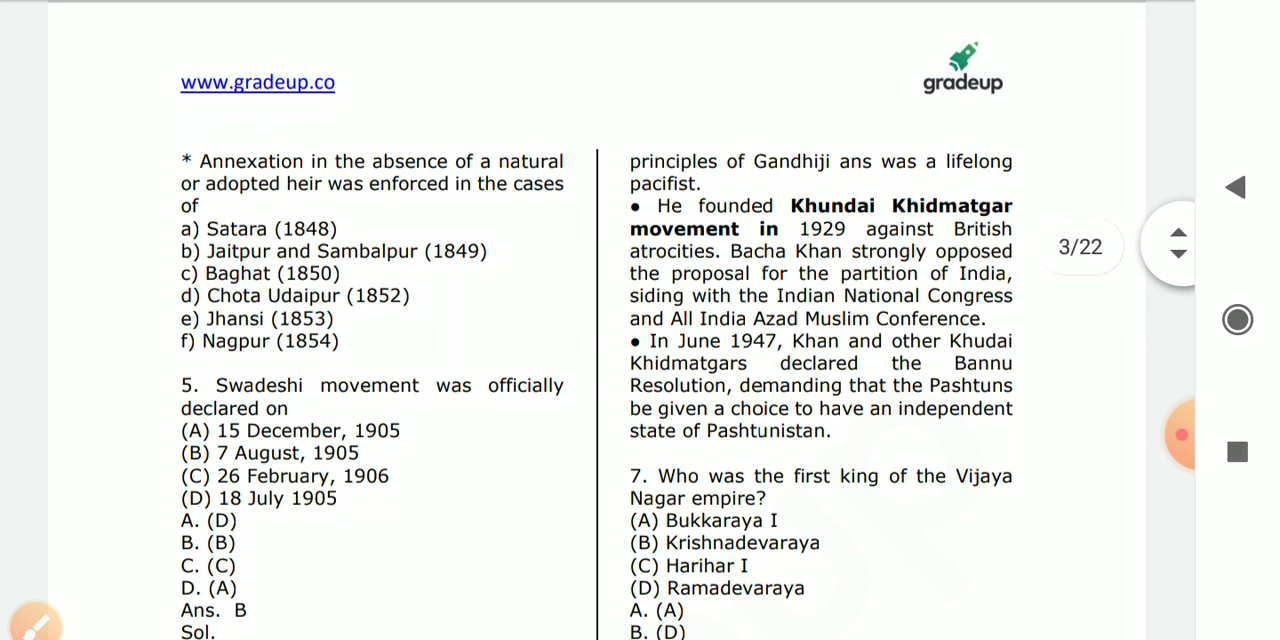 www.gradeup.co
gradeup
* Annexation in the absence of a natural
or adopted heir was enforced in the cases
of
a) Satara (1848)
b) Jaitpur and Sambalpur (1849)
c) Baghat (1850)
d) Chota Udaipur (1852)
e) Jhansi (1853)
f) Nagpur (1854)
5. Swadeshi movement was officially
declared on
(A) 15 December, 1905
(B) 7 August, 1905
(C) 26 February, 1906
(D) 18 July 1905
A. (D)
B. (B)
C. (C)
D. (A)
Ans. B
Sol.
principles of Gandhiji ans was a lifelong
pacifist.
• He founded Khundai Khidmatgar
movement in 1929 against British
atrocities. Bacha Khan strongly opposed
the proposal for the partition of India,
siding with the Indian National Congress
and All India Azad Muslim Conference.
• In June 1947, Khan and other Khudai
Khidmatgars declared the Bannu
Resolution, demanding that the Pashtuns
be given a choice to have an independent
state of Pashtunistan.
7. Who was the first king of the Vijaya
Nagar empire?
(A) Bukkaraya I
(B) Krishnadevaraya
(C) Harihar I
(D) Ramadevaraya
A. (A)
B. (D)
3/22